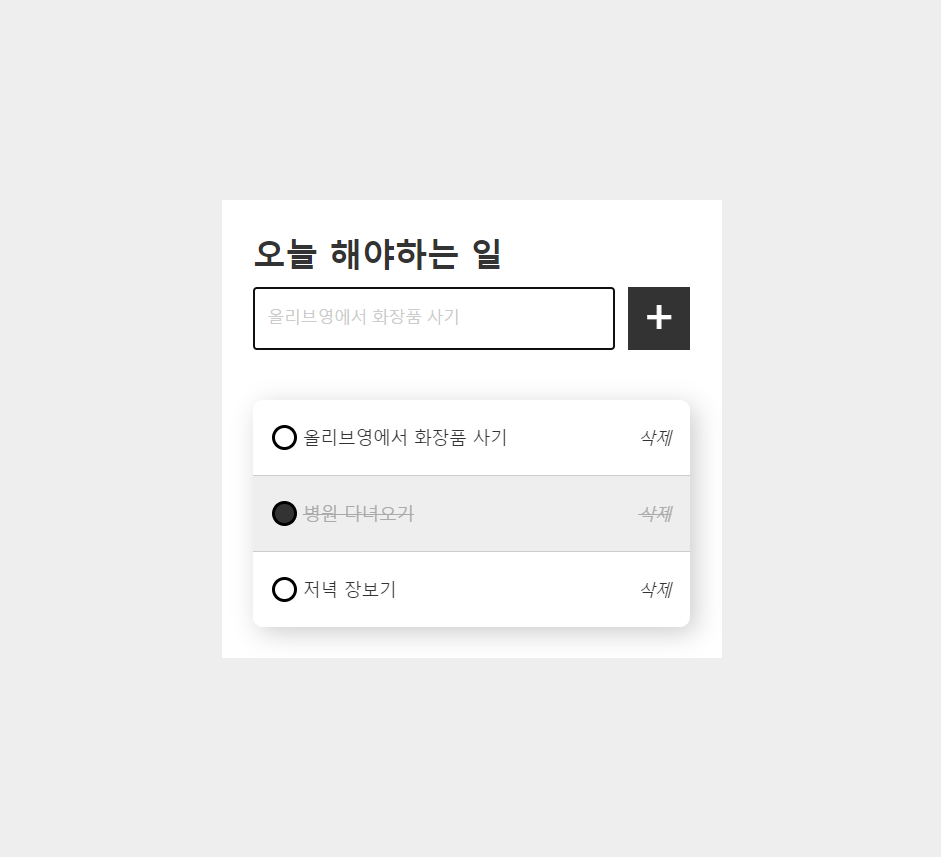 오늘 해야하는 일
올리브영에서 화장품 사기
+
올리브영에서 화장품 사기 삭제
병원 다녀오기 삭제
저녁 장보기 삭제